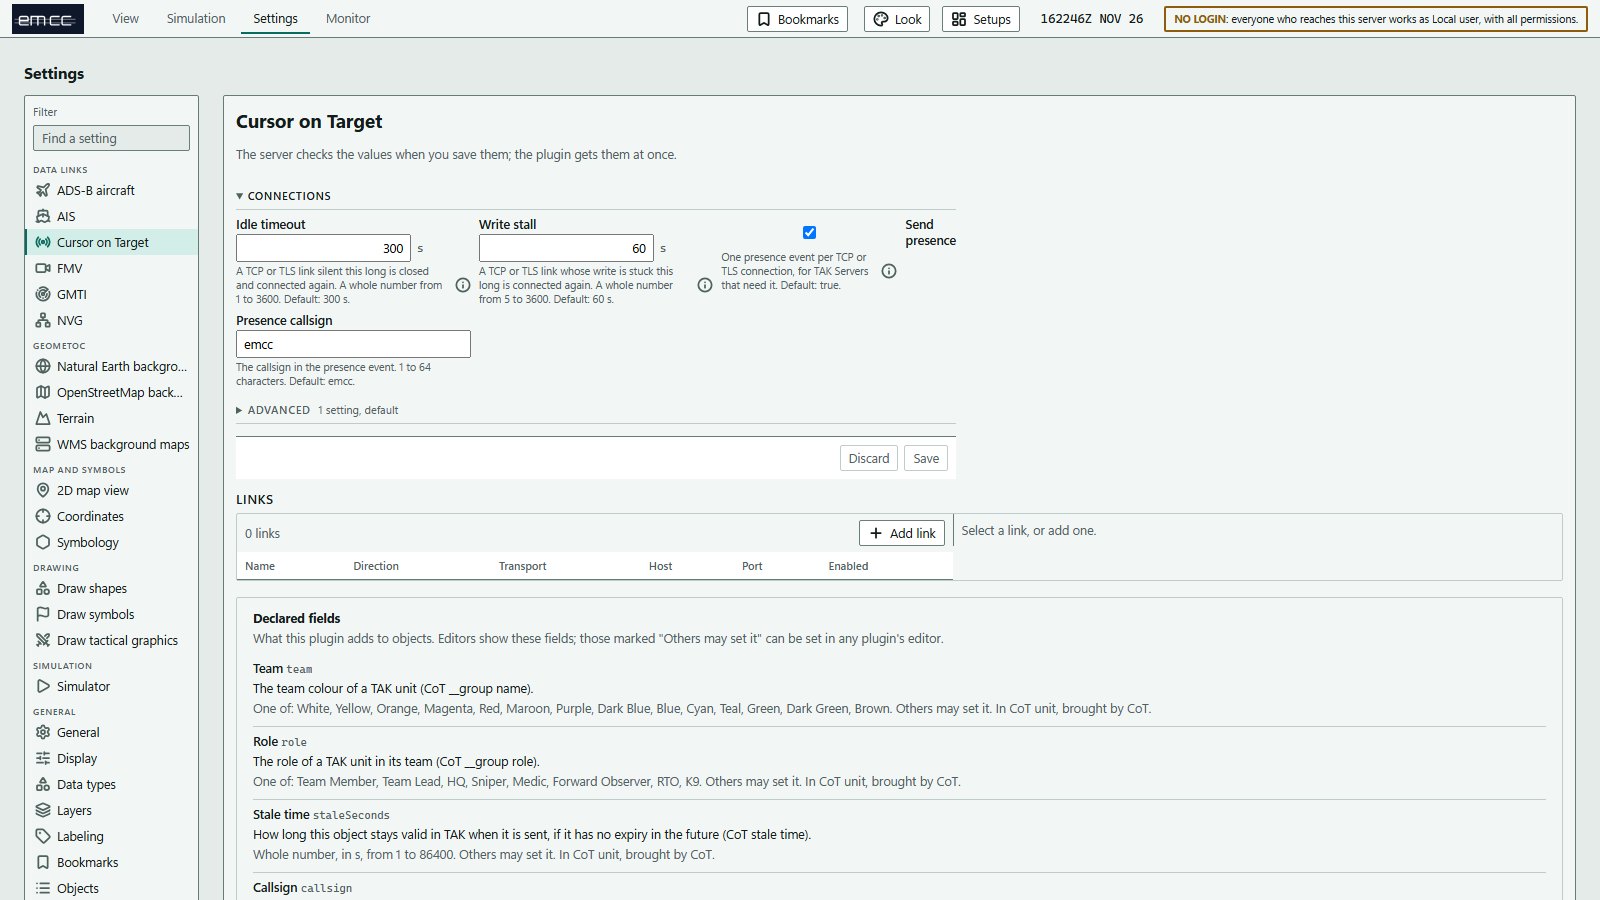 emcc
View
Simulation
Settings
Monitor
Bookmarks
Look
Setups
162246Z NOV 26
NO LOGIN: everyone who reaches this server works as Local user, with all permissions.
Settings
Filter
Find a setting
DATA LINKS
ADS-B aircraft
AIS
Cursor on Target
FMV
GMTI
NVG
GEOMETOC
Natural Earth backgro...
OpenStreetMap back...
Terrain
WMS background maps
MAP AND SYMBOLS
2D map view
Coordinates
Symbology
DRAWING
Draw shapes
Draw symbols
Draw tactical graphics
SIMULATION
Simulator
GENERAL
General
Display
Data types
Layers
Labeling
Bookmarks
Objects
Cursor on Target
The server checks the values when you save them; the plugin gets them at once.
CONNECTIONS
Idle timeout
300 s
A TCP or TLS link silent this long is closed
and connected again. A whole number from
1 to 3600. Default: 300 s.
Write stall
60 s
A TCP or TLS link whose write is stuck this
long is connected again. A whole number
from 5 to 3600. Default: 60 s.
Send
presence
One presence event per TCP or
TLS connection, for TAK Servers
that need it. Default: true.
Presence callsign
emcc
The callsign in the presence event. 1 to 64
characters. Default: emcc.
ADVANCED 1 setting, default
Discard
Save
LINKS
0 links
Add link
Select a link, or add one.
Name Direction Transport Host Port Enabled
Declared fields
What this plugin adds to objects. Editors show these fields; those marked "Others may set it" can be set in any plugin's editor.
Team team
The team colour of a TAK unit (CoT __group name).
One of: White, Yellow, Orange, Magenta, Red, Maroon, Purple, Dark Blue, Blue, Cyan, Teal, Green, Dark Green, Brown. Others may set it. In CoT unit, brought by CoT.
Role role
The role of a TAK unit in its team (CoT __group role).
One of: Team Member, Team Lead, HQ, Sniper, Medic, Forward Observer, RTO, K9. Others may set it. In CoT unit, brought by CoT.
Stale time staleSeconds
How long this object stays valid in TAK when it is sent, if it has no expiry in the future (CoT stale time).
Whole number, in s, from 1 to 86400. Others may set it. In CoT unit, brought by CoT.
Callsign callsign